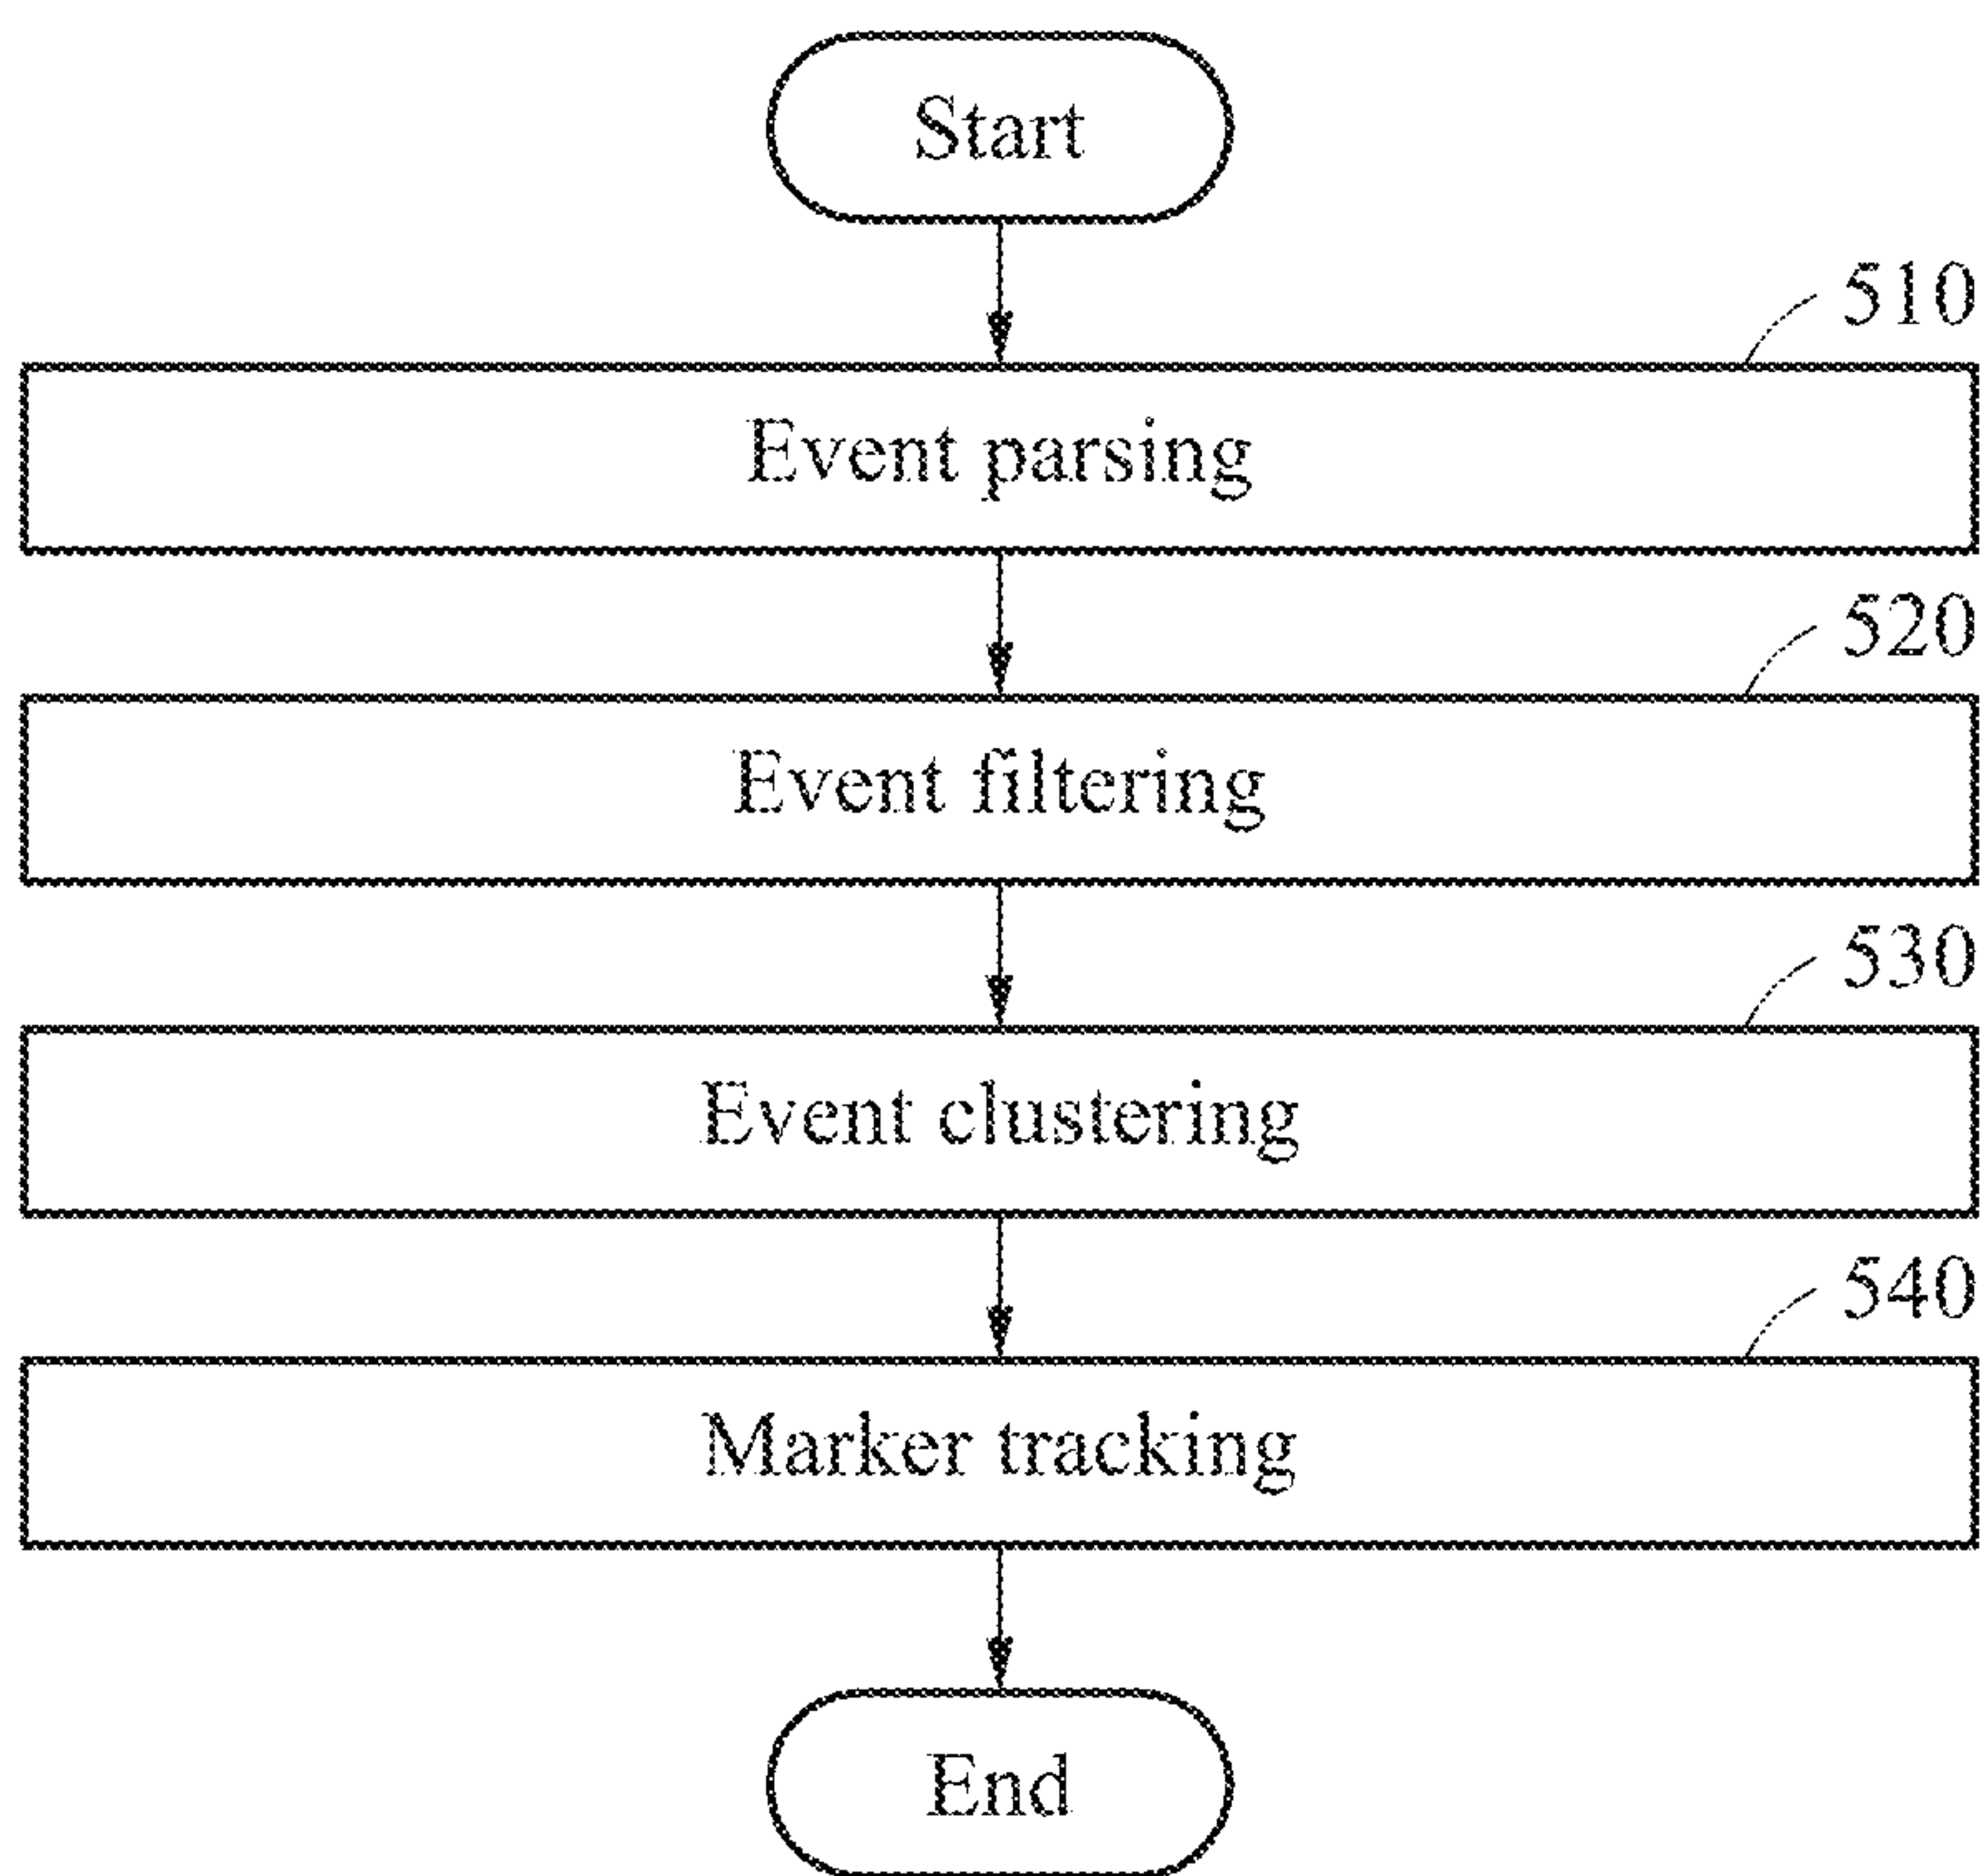 Start
510
Event parsing
520
Event filtering
530
Event clustering
540
Marker tracking
End